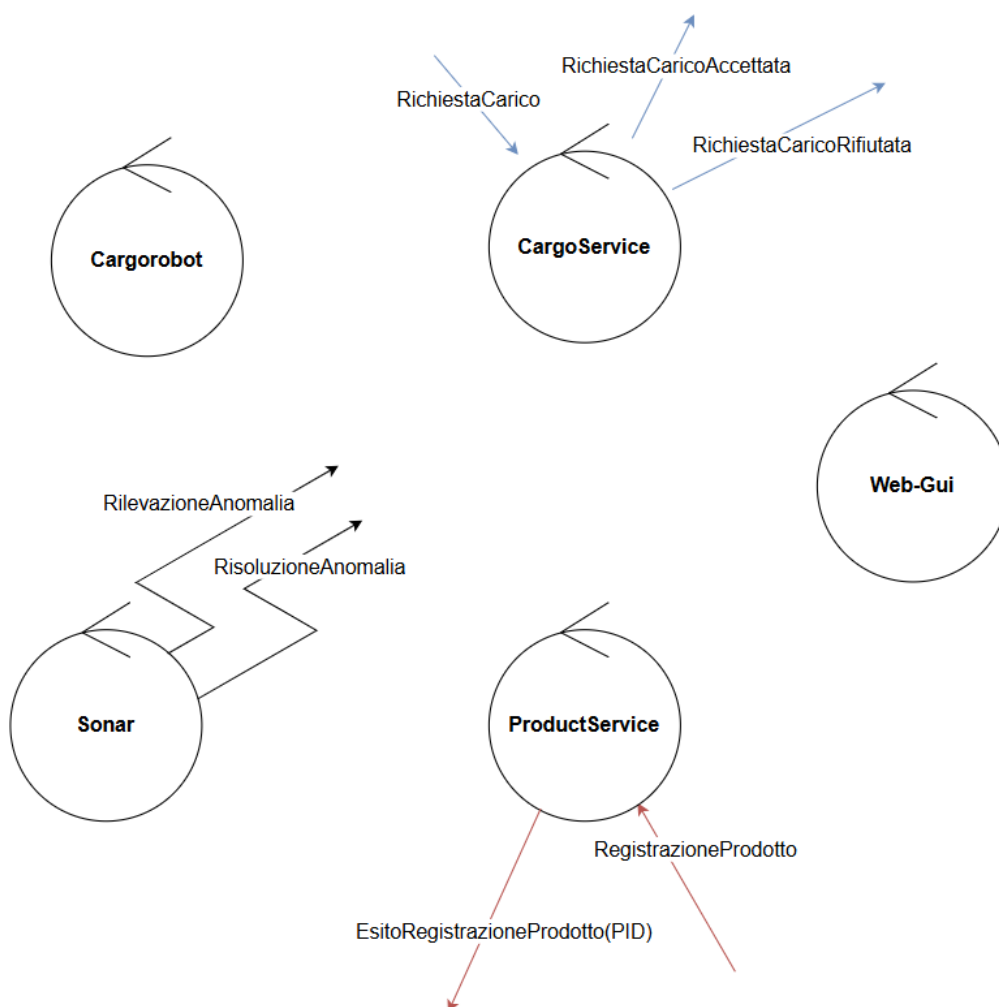 RichiestaCarico
RichiestaCaricoAccettata
RichiestaCaricoRifiutata
Cargorobot
CargoService
Web-Gui
RilevazioneAnomalia
RisoluzioneAnomalia
Sonar
ProductService
RegistrazioneProdotto
EsitoRegistrazioneProdotto(PID)